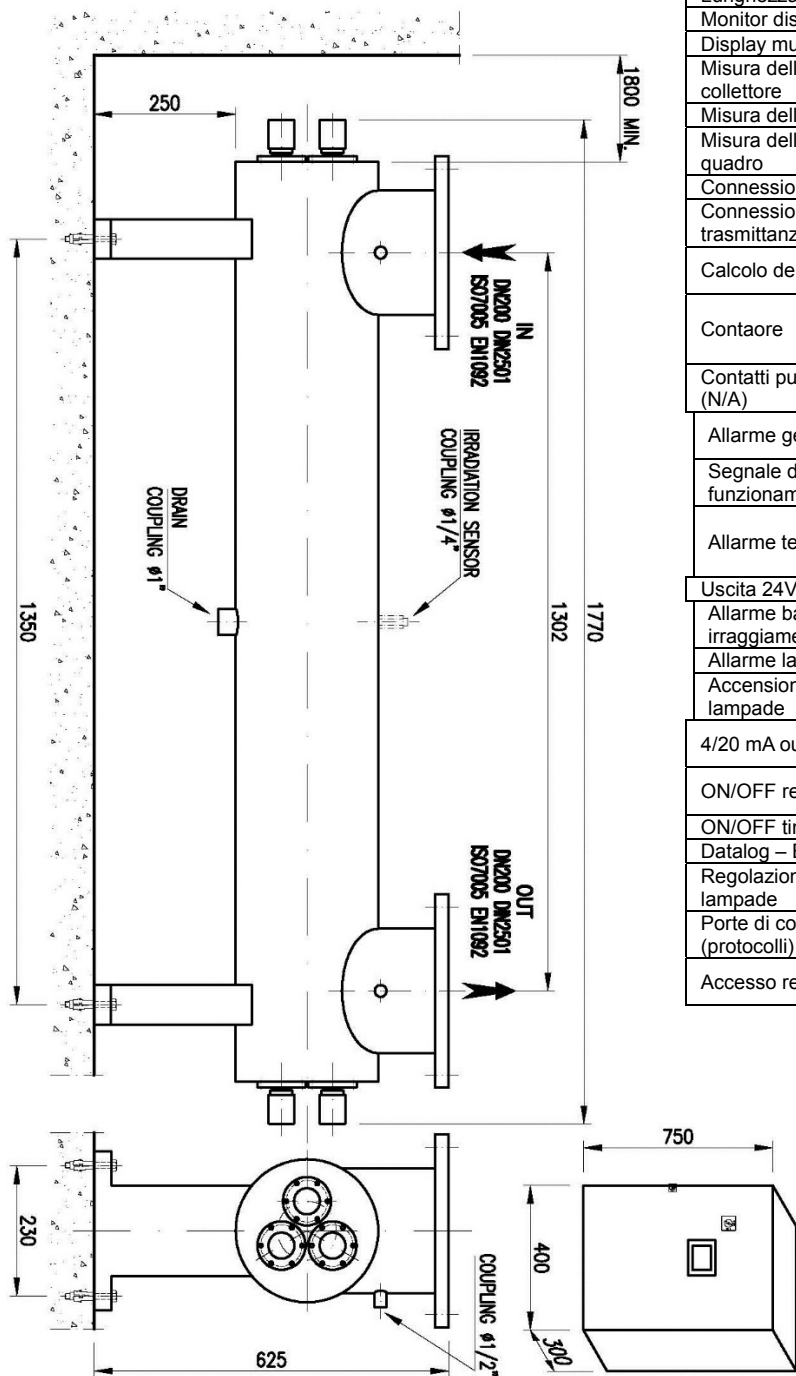 250
1800 MIN.
IN
DN200 DIN2501
ISO7005 EN1092
IRRADIATION SENSOR
COUPLING ø1/4"
DRAIN
COUPLING ø1"
1350
1302
1770
OUT
DN200 DIN2501
ISO7005 EN1092
230
625
COUPLING ø1/2"
750
400
300
Monitor dis
Display mu
Misura dell
collettore
Misura dell
Misura dell
quadro
Connessio
Connessio
trasmittanz
Calcolo de
Contaore
Contatti pu
(N/A)
Allarme ge
Segnale d
funzionam
Allarme te
Uscita 24V
Allarme ba
irraggiame
Allarme la
Accension
lampade
4/20 mA ou
ON/OFF re
ON/OFF tin
Datalog – E
Regolazion
lampade
Porte di co
(protocolli)
Accesso re